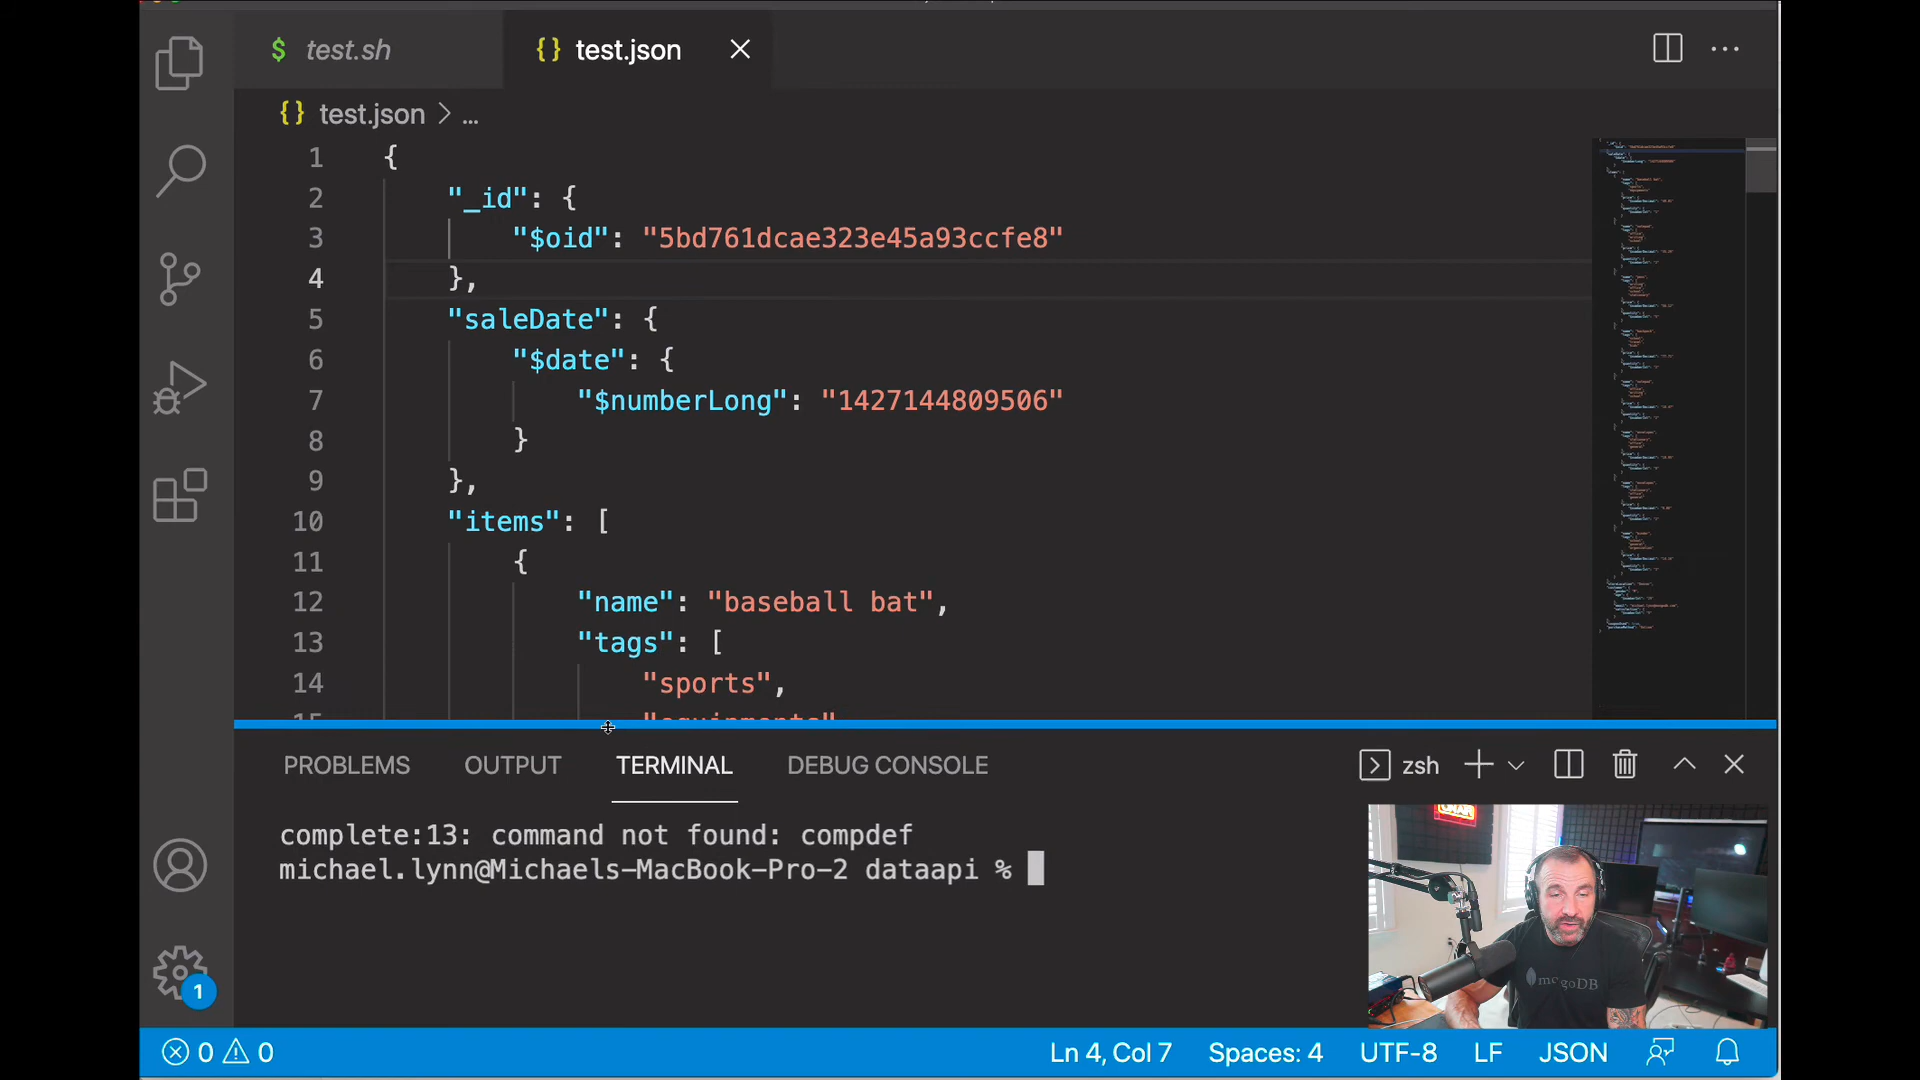 $ test.sh
{} test.json
{} test.json > ...
1 {
2 "_id": {
3 "$oid": "5bd761dcae323e45a93ccfe8"
4 },
5 "saleDate": {
6 "$date": {
7 "$numberLong": "1427144809506"
8 }
9 },
10 "items": [
11 {
12 "name": "baseball bat",
13 "tags": [
14 "sports",
PROBLEMS OUTPUT TERMINAL DEBUG CONSOLE zsh
complete:13: command not found: compdef
michael.lynn@Michaels-MacBook-Pro-2 dataapi %
mongoDB
1
0 0 Ln 4, Col 7 Spaces: 4 UTF-8 LF JSON